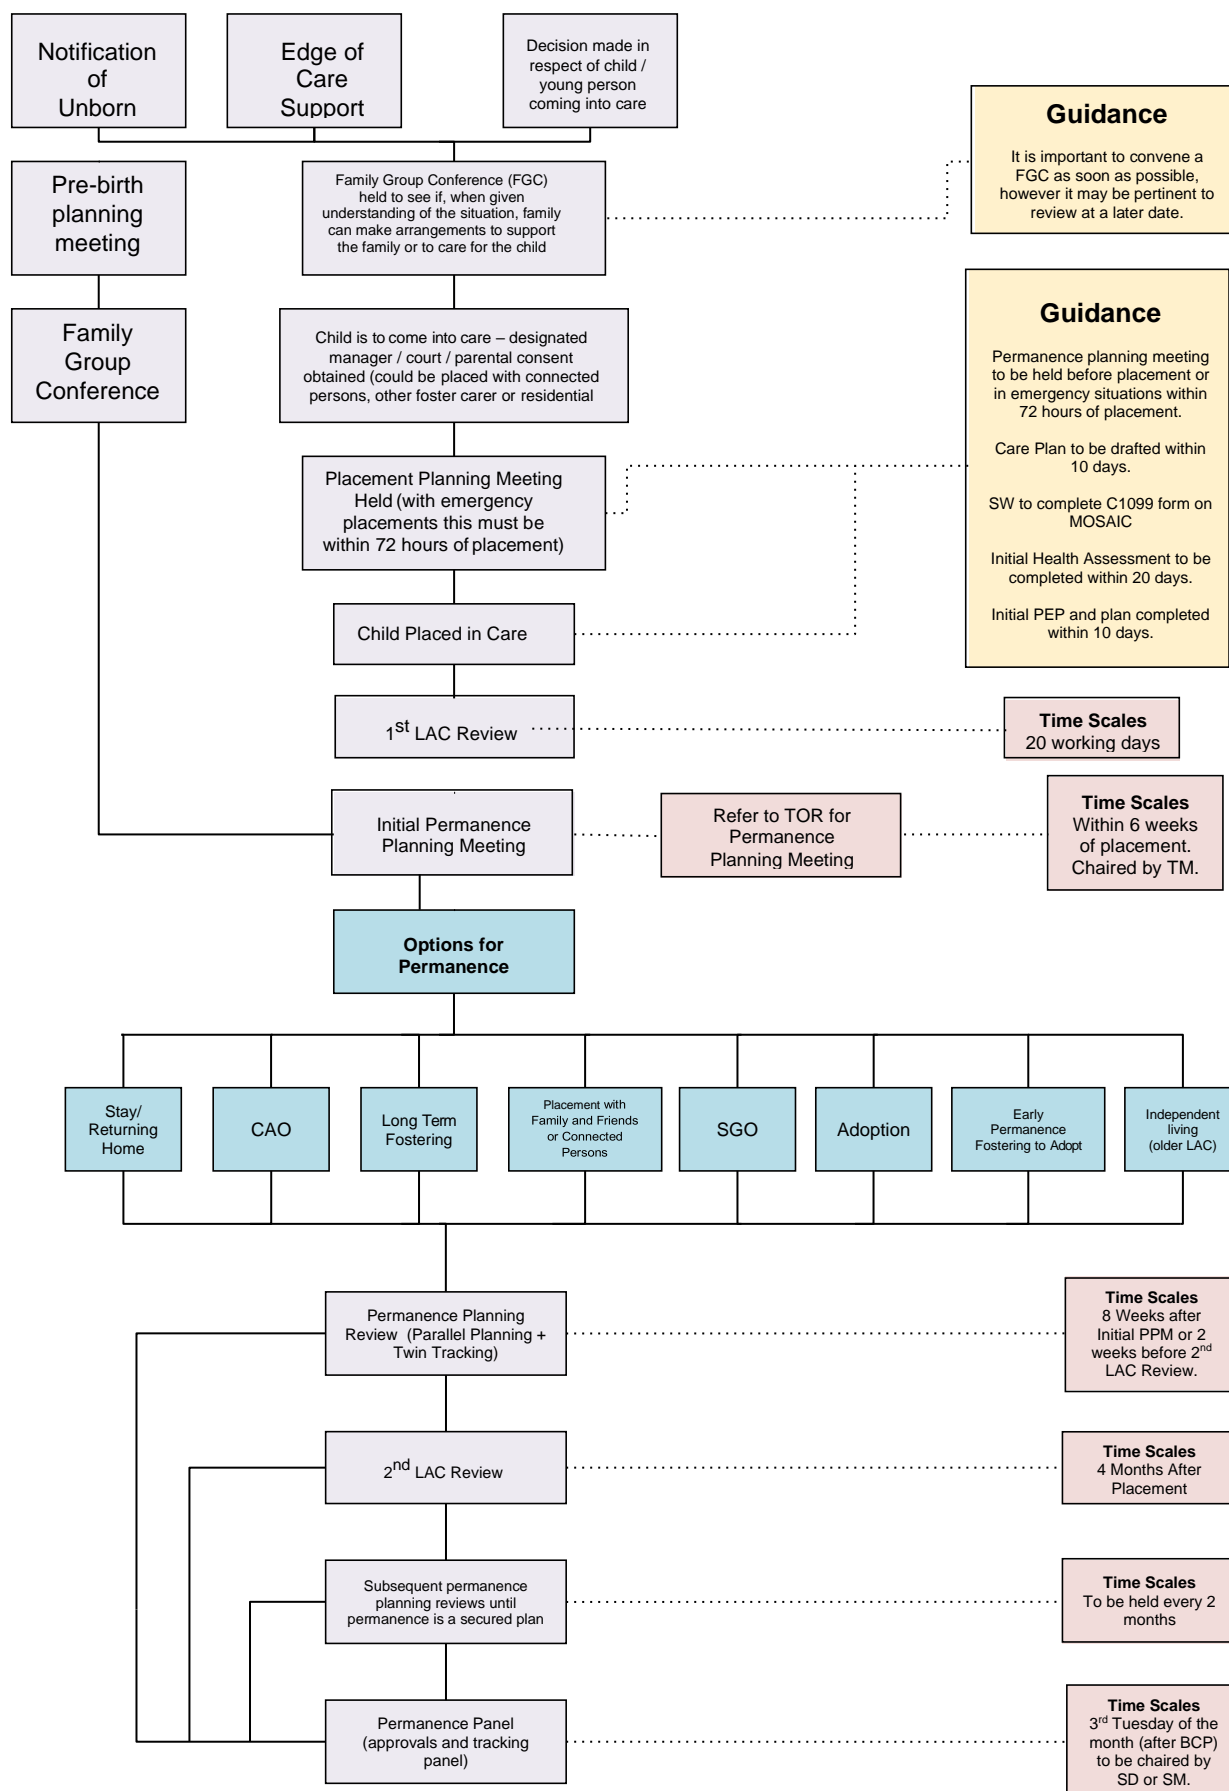 Notification
of
Unborn
Edge of
Care
Support
Decision made in
respect of child /
young person
coming into care
Guidance
It is important to convene a
FGC as soon as possible,
however it may be pertinent to
review at a later date.
Pre-birth
planning
meeting
Family Group Conference (FGC)
held to see if, when given
understanding of the situation, family
can make arrangements to support
the family or to care for the child
Family
Group
Conference
Child is to come into care – designated
manager / court / parental consent
obtained (could be placed with connected
persons, other foster carer or residential
Guidance
Permanence planning meeting
to be held before placement or
in emergency situations within
72 hours of placement.
Care Plan to be drafted within
10 days.
SW to complete C1099 form on
MOSAIC
Initial Health Assessment to be
completed within 20 days.
Initial PEP and plan completed
within 10 days.
Placement Planning Meeting
Held (with emergency
placements this must be
within 72 hours of placement)
Child Placed in Care
1st LAC Review
Time Scales
20 working days
Initial Permanence
Planning Meeting
Refer to TOR for
Permanence
Planning Meeting
Time Scales
Within 6 weeks
of placement.
Chaired by TM.
Options for
Permanence
Stay/
Returning
Home
CAO
Long Term
Fostering
Placement with
Family and Friends
or Connected
Persons
SGO
Adoption
Early
Permanence
Fostering to Adopt
Independent
living
(older LAC)
Permanence Planning
Review (Parallel Planning +
Twin Tracking)
Time Scales
8 Weeks after
Initial PPM or 2
weeks before 2nd
LAC Review.
2nd LAC Review
Time Scales
4 Months After
Placement
Subsequent permanence
planning reviews until
permanence is a secured plan
Time Scales
To be held every 2
months
Permanence Panel
(approvals and tracking
panel)
Time Scales
3rd Tuesday of the
month (after BCP)
to be chaired by
SD or SM.